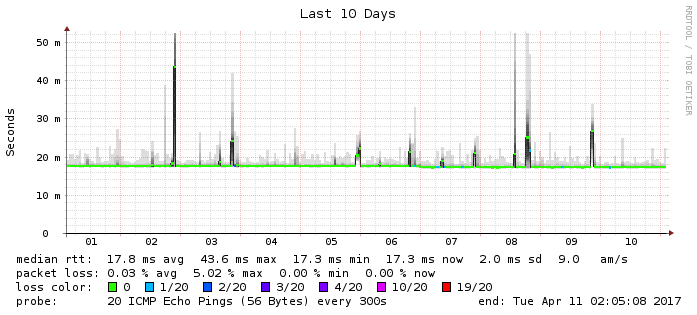 Last 10 Days
RRDTOOL / TOBI OETIKER
Seconds
50 m
40 m
30 m
20 m
10 m
0
01 02 03 04 05 06 07 08 09 10
median rtt: 17.8 ms avg 43.6 ms max 17.3 ms min 17.3 ms now 2.0 ms sd 9.0 am/s
packet loss: 0.03 % avg 5.02 % max 0.00 % min 0.00 % now
loss color: 0 1/20 2/20 3/20 4/20 10/20 19/20
probe: 20 ICMP Echo Pings (56 Bytes) every 300s end: Tue Apr 11 02:05:08 2017